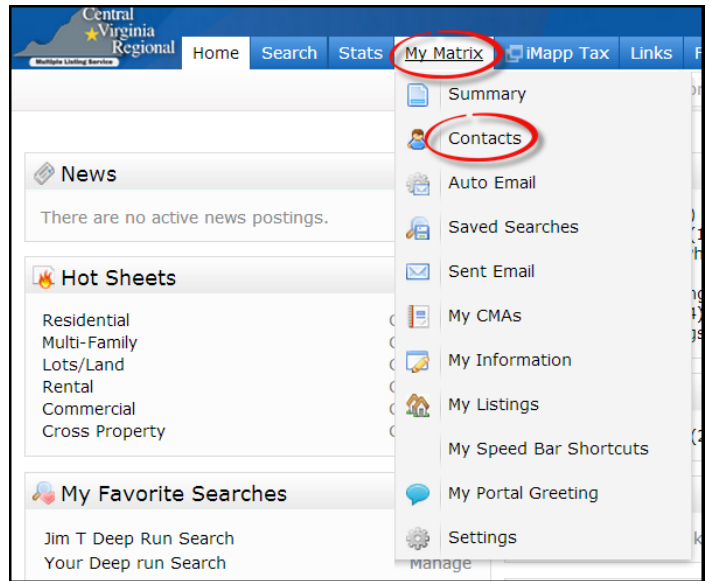 Central
Virginia
Regional
Multiple Listing Service
Home Search Stats My Matrix iMapp Tax Links
Summary
Contacts
Auto Email
Saved Searches
Sent Email
My CMAs
My Information
My Listings
My Speed Bar Shortcuts
My Portal Greeting
Settings
News
There are no active news postings.
Hot Sheets
Residential
Multi-Family
Lots/Land
Rental
Commercial
Cross Property
My Favorite Searches
Jim T Deep Run Search
Your Deep run Search
Manage